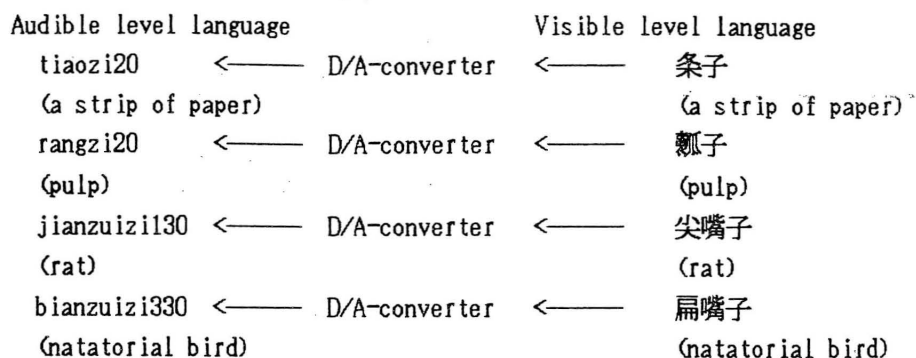 Audible level language Visible level language
tiaozi20 <—— D/A-converter <—— 条子
(a strip of paper) (a strip of paper)
rangzi20 <—— D/A-converter <—— 瓤子
(pulp) (pulp)
jianzuizi130 <—— D/A-converter <—— 尖嘴子
(rat) (rat)
bianzuizi330 <—— D/A-converter <—— 扁嘴子
(natatorial bird) (natatorial bird)